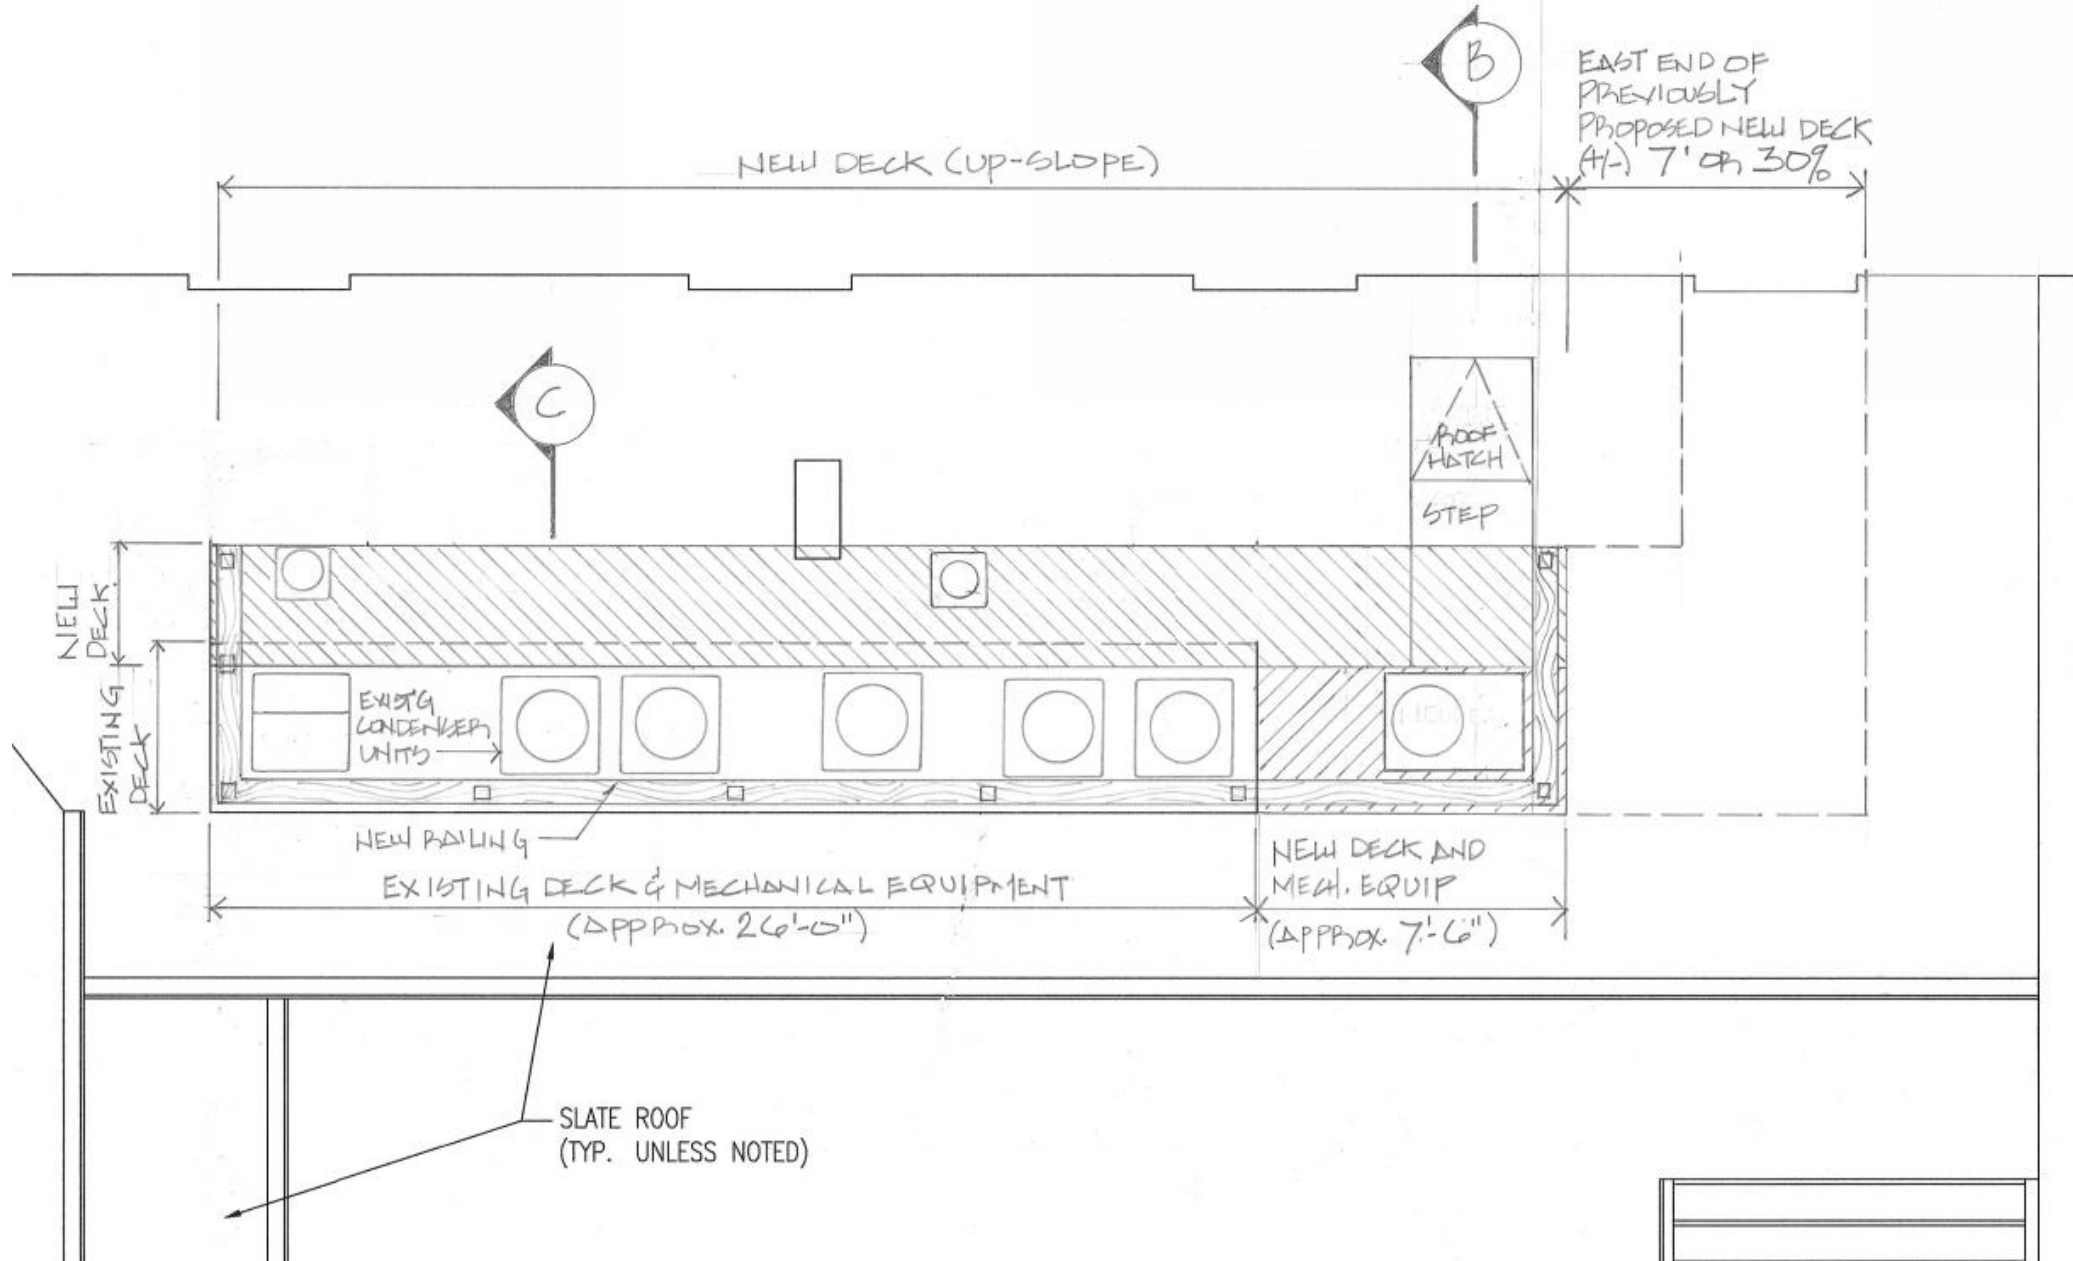 B
EAST END OF
PREVIOUSLY
PROPOSED NEW DECK
(+/-) 7' OR 30%
NEW DECK (UP-SLOPE)
C
ROOF
HATCH
STEP
NEW
DECK
EXISTING
DECK
EXIST'G
CONDENSER
UNITS
NEW RAILING
EXISTING DECK & MECHANICAL EQUIPMENT
(APPROX. 26'-0")
NEW DECK AND
MECH. EQUIP
(APPROX. 7'-6")
SLATE ROOF
(TYP. UNLESS NOTED)